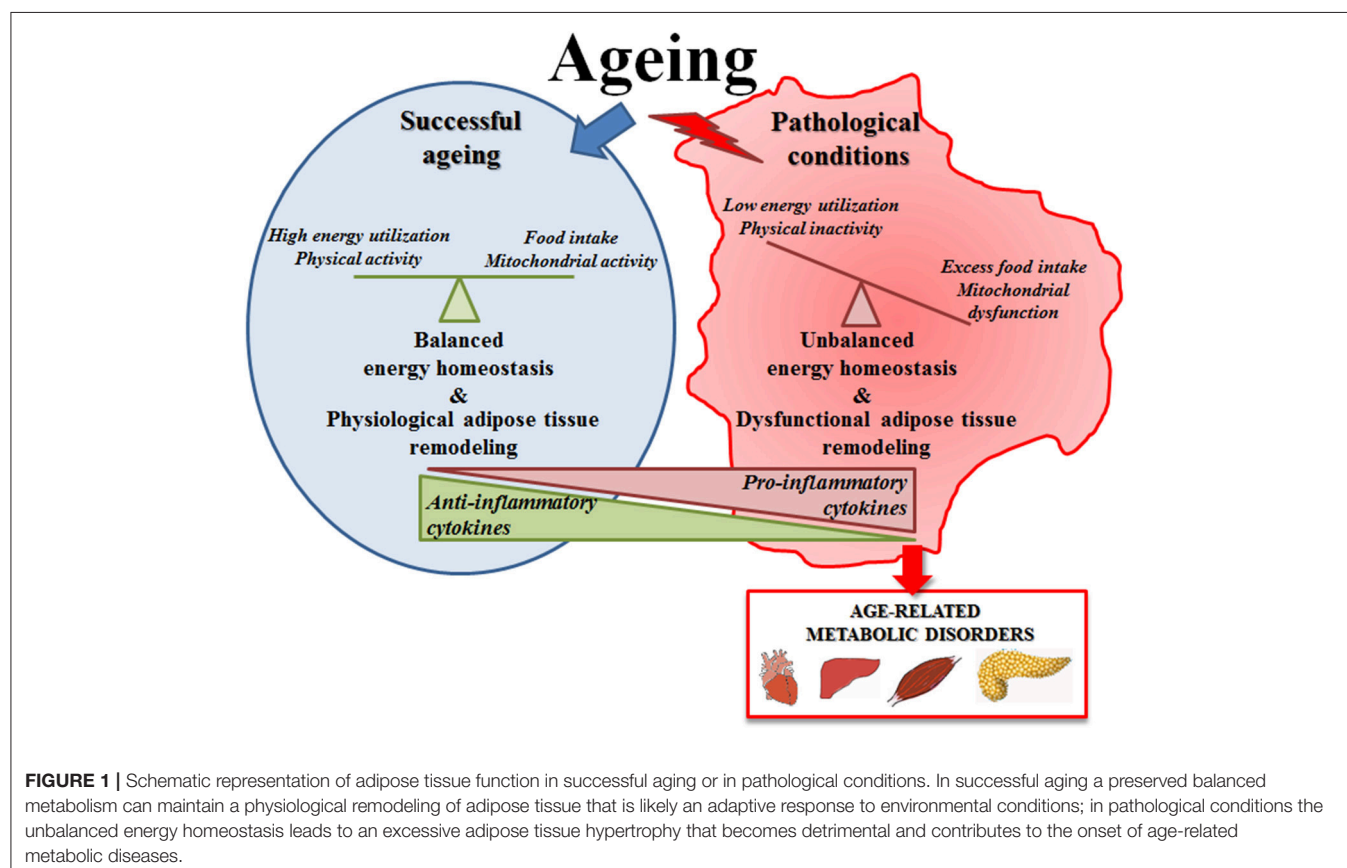 Ageing
Successful
ageing
High energy utilization
Physical activity
Food intake
Mitochondrial activity
Balanced
energy homeostasis
&
Physiological adipose tissue
remodeling
Pathological
conditions
Low energy utilization
Physical inactivity
Excess food intake
Mitochondrial
dysfunction
Unbalanced
energy homeostasis
&
Dysfunctional adipose tissue
remodeling
Anti-inflammatory
cytokines
Pro-inflammatory
cytokines
AGE-RELATED
METABOLIC DISORDERS
FIGURE 1 | Schematic representation of adipose tissue function in successful aging or in pathological conditions. In successful aging a preserved balanced
metabolism can maintain a physiological remodeling of adipose tissue that is likely an adaptive response to environmental conditions; in pathological conditions the
unbalanced energy homeostasis leads to an excessive adipose tissue hypertrophy that becomes detrimental and contributes to the onset of age-related
metabolic diseases.